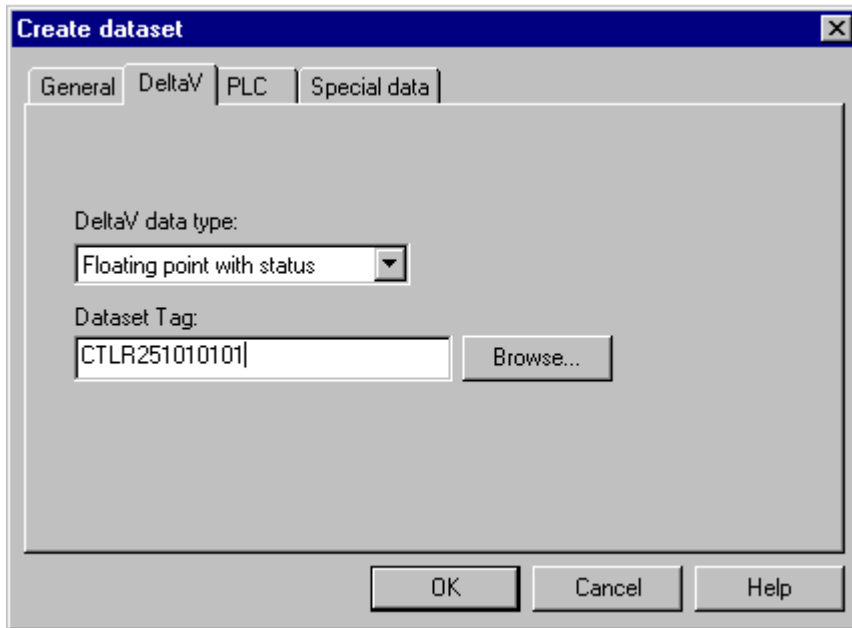 Create dataset
General DeltaV PLC Special data
DeltaV data type:
Floating point with status
Dataset Tag:
CTLR251010101 Browse...
OK Cancel Help